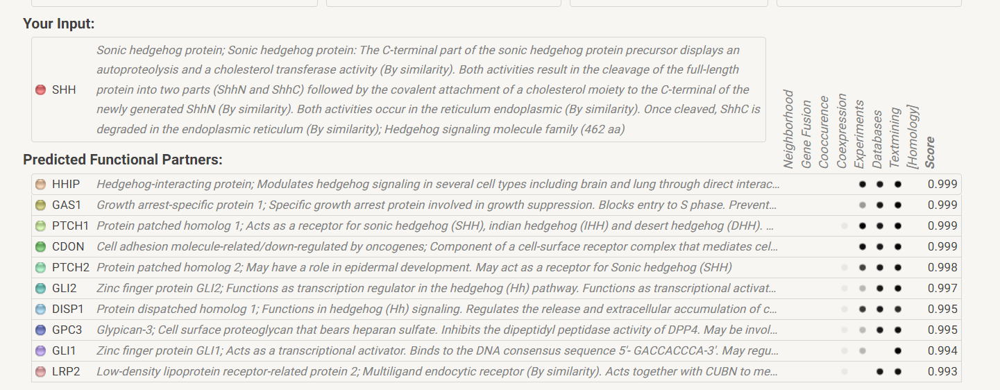 Your Input:
SHH
Sonic hedgehog protein; Sonic hedgehog protein: The C-terminal part of the sonic hedgehog protein precursor displays an
autoproteolysis and a cholesterol transferase activity (By similarity). Both activities result in the cleavage of the full-length
protein into two parts (ShhN and ShhC) followed by the covalent attachment of a cholesterol moiety to the C-terminal of the
newly generated ShhN (By similarity). Both activities occur in the reticulum endoplasmic (By similarity). Once cleaved, ShhC is
degraded in the endoplasmic reticulum (By similarity); Hedgehog signaling molecule family (462 aa)
Neighborhood
Gene Fusion
Cooccurence
Coexpression
Experiments
Databases
Textmining
[Homology]
Score
Predicted Functional Partners:
HHIP Hedgehog-interacting protein; Modulates hedgehog signaling in several cell types including brain and lung through direct interac... 0.999
GAS1 Growth arrest-specific protein 1; Specific growth arrest protein involved in growth suppression. Blocks entry to S phase. Prevent... 0.999
PTCH1 Protein patched homolog 1; Acts as a receptor for sonic hedgehog (SHH), indian hedgehog (IHH) and desert hedgehog (DHH). ... 0.999
CDON Cell adhesion molecule-related/down-regulated by oncogenes; Component of a cell-surface receptor complex that mediates cel... 0.999
PTCH2 Protein patched homolog 2; May have a role in epidermal development. May act as a receptor for Sonic hedgehog (SHH) 0.998
GLI2 Zinc finger protein GLI2; Functions as transcription regulator in the hedgehog (Hh) pathway. Functions as transcriptional activat... 0.997
DISP1 Protein dispatched homolog 1; Functions in hedgehog (Hh) signaling. Regulates the release and extracellular accumulation of c... 0.995
GPC3 Glypican-3; Cell surface proteoglycan that bears heparan sulfate. Inhibits the dipeptidyl peptidase activity of DPP4. May be invol... 0.995
GLI1 Zinc finger protein GLI1; Acts as a transcriptional activator. Binds to the DNA consensus sequence 5'- GACCACCCA-3'. May regu... 0.994
LRP2 Low-density lipoprotein receptor-related protein 2; Multiligand endocytic receptor (By similarity). Acts together with CUBN to me... 0.993